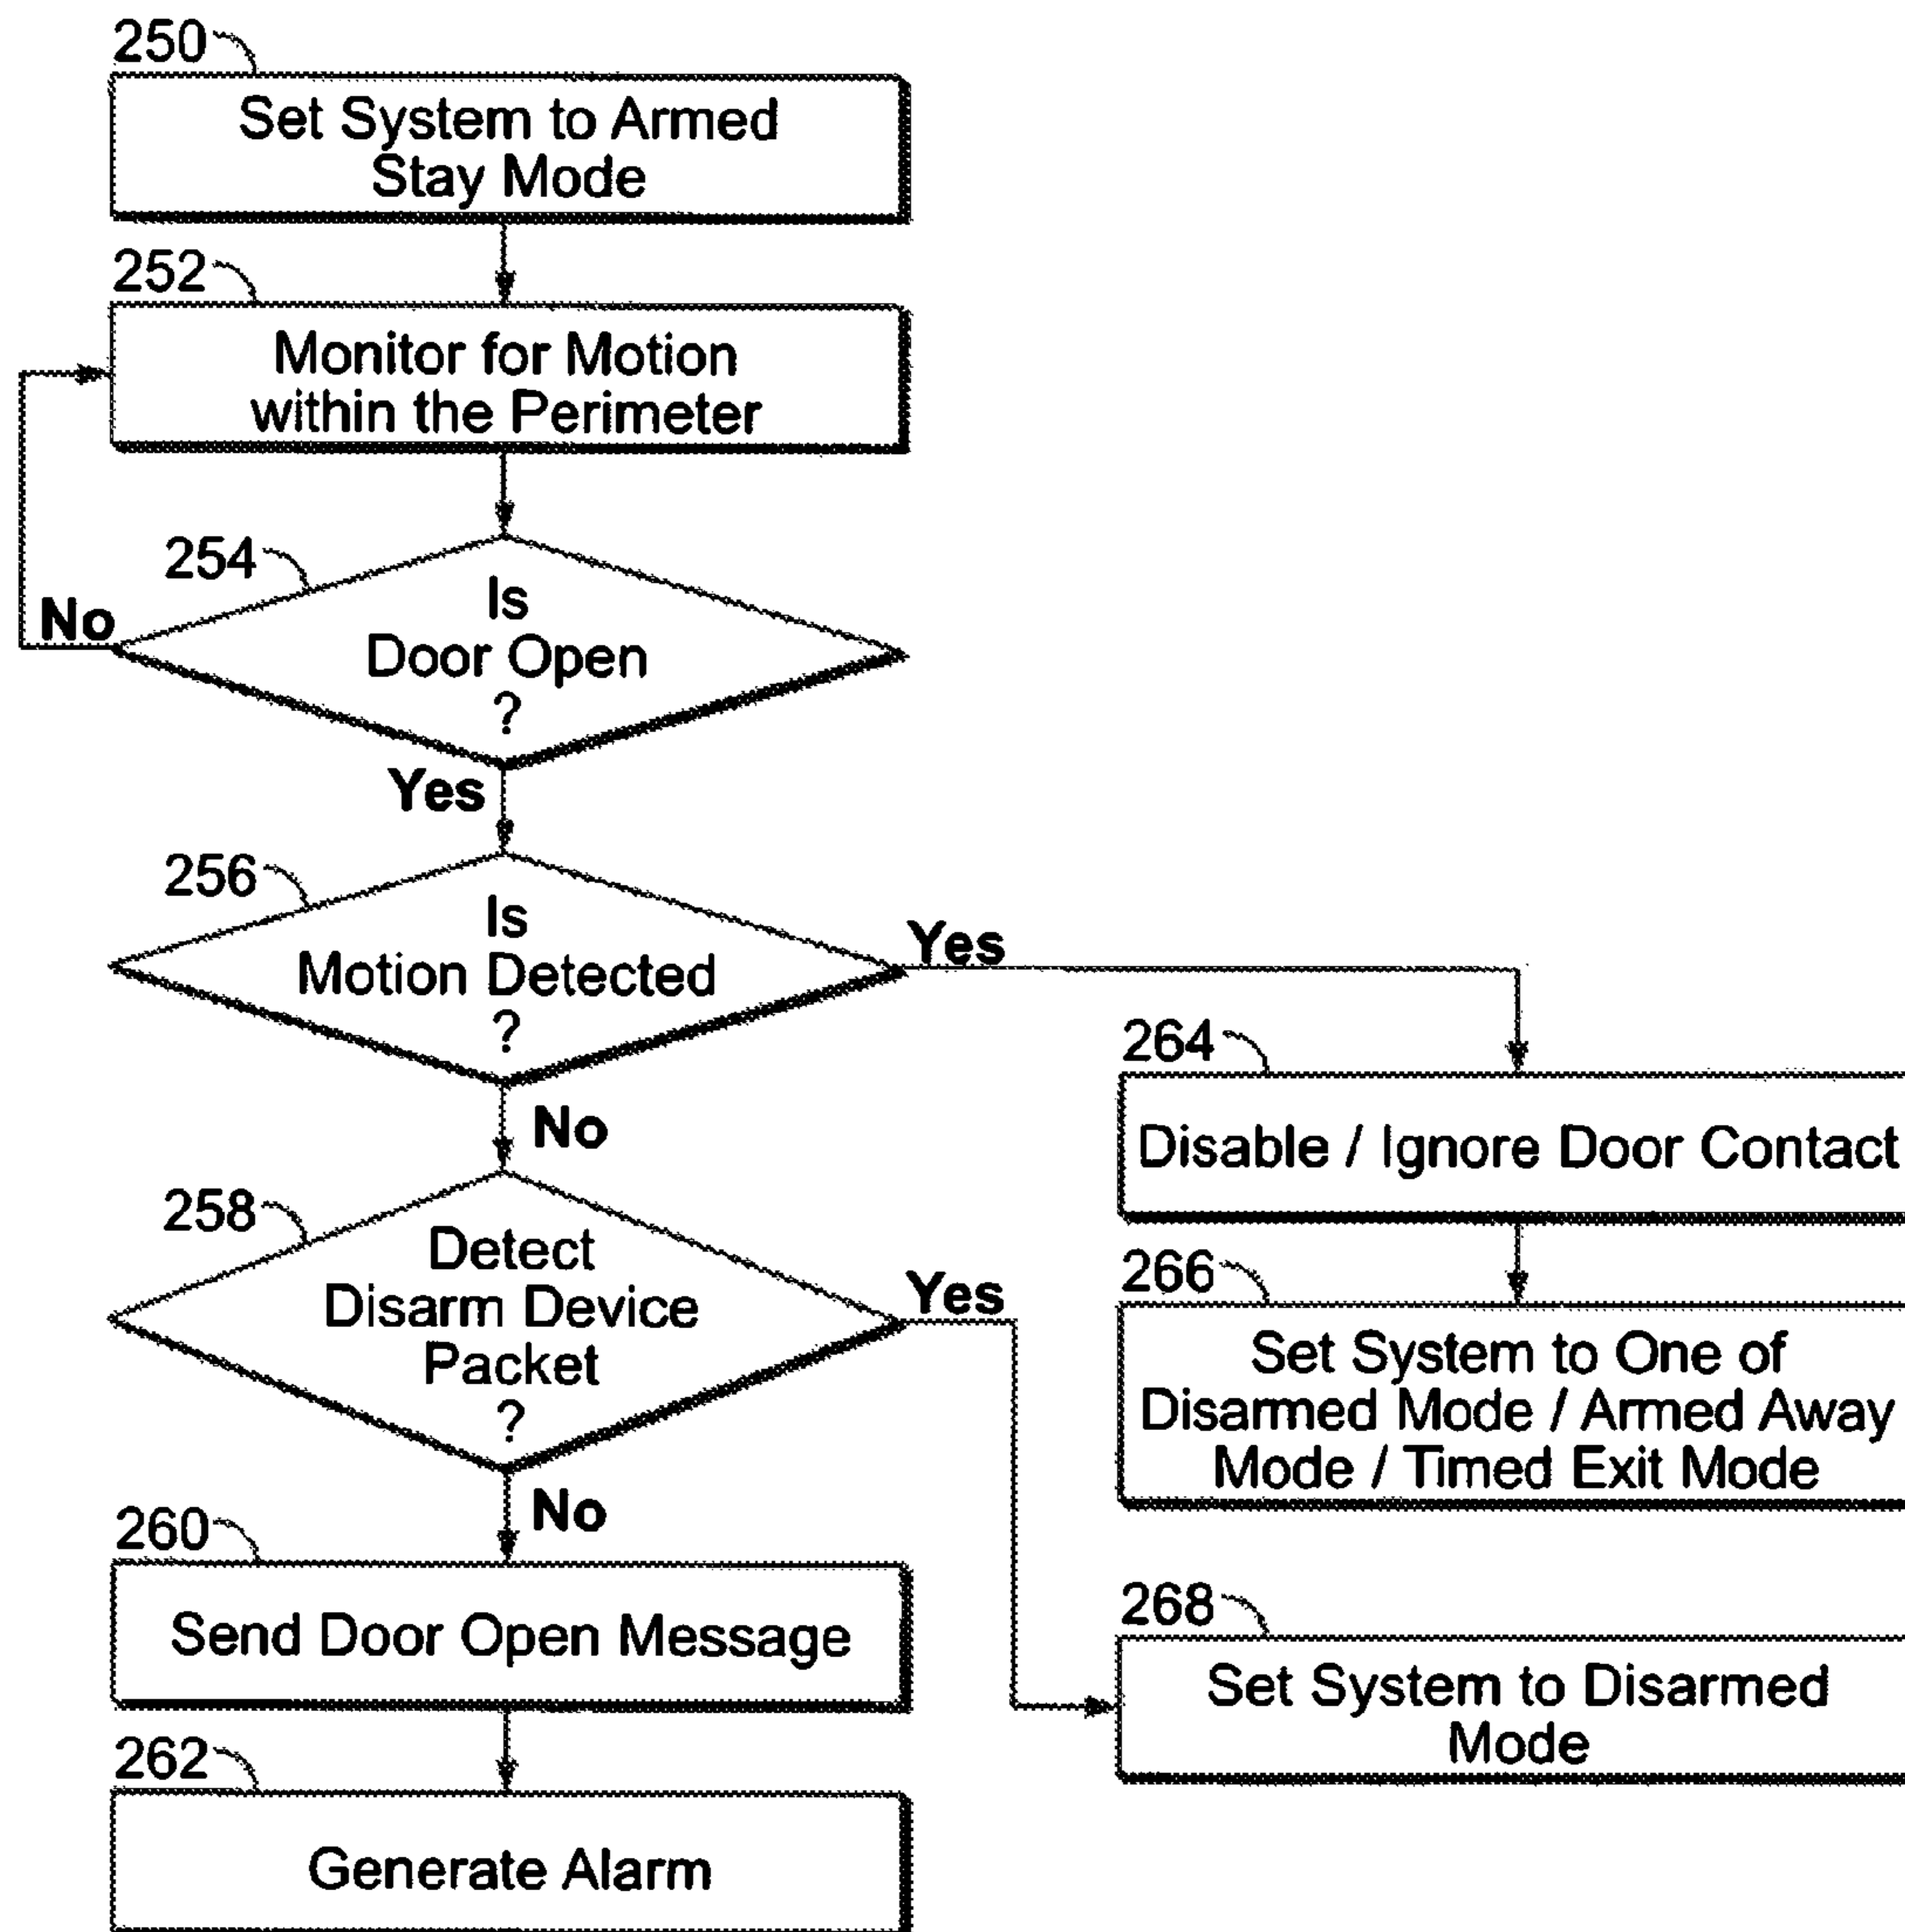 250
Set System to Armed
Stay Mode
252
Monitor for Motion
within the Perimeter
254
Is
Door Open
?
No
Yes
256
Is
Motion Detected
?
Yes
No
258
Detect
Disarm Device
Packet
?
Yes
No
260
Send Door Open Message
262
Generate Alarm
264
Disable / Ignore Door Contact
266
Set System to One of
Disarmed Mode / Armed Away
Mode / Timed Exit Mode
268
Set System to Disarmed
Mode